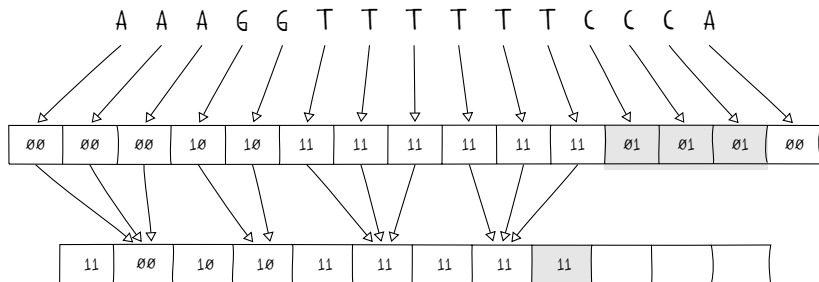 A A A G G T T T T T T C C C A
00 00 00 10 10 11 11 11 11 11 11 01 01 01 00
11 00 10 10 11 11 11 11 11